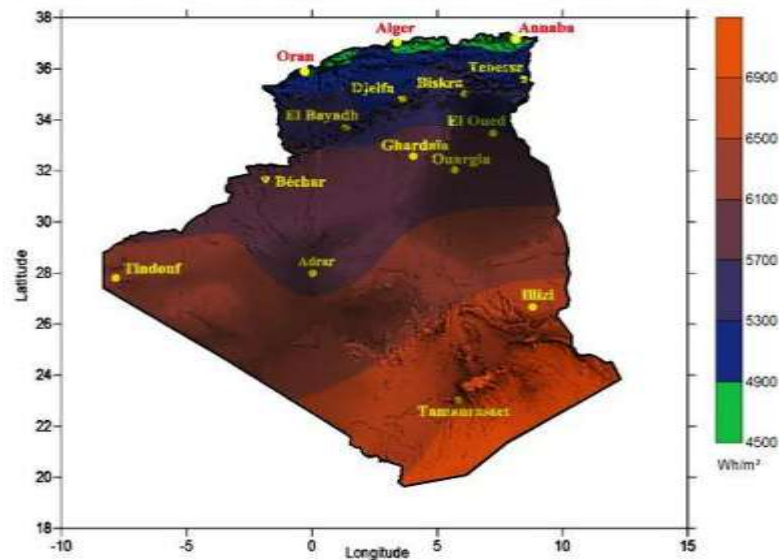 38
36
34
32
30
28
26
24
22
20
18
Latitude
-10
-5
0
5
10
15
Longitude
Alger
Annaba
Oran
Tebessa
Djelfa
Biskra
El Bayadh
El Oued
Ghardaïa
Ouargla
Béchar
Adrar
Tindouf
Illizi
Tamanrasset
6900
6500
6100
5700
5300
4900
4500
Wh/m²